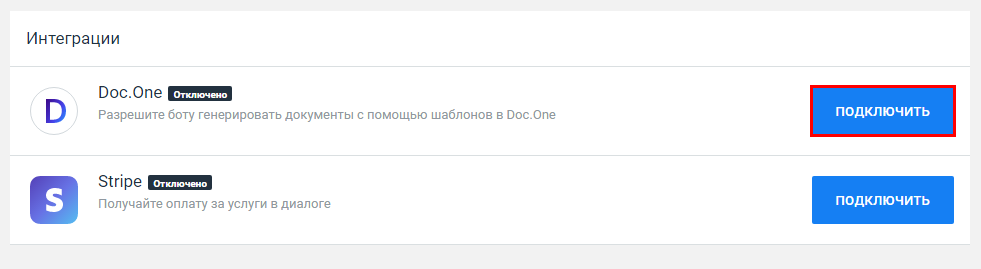 Интеграции
D
Doc.One Отключено
Разрешите боту генерировать документы с помощью шаблонов в Doc.One
ПОДКЛЮЧИТЬ
S
Stripe Отключено
Получайте оплату за услуги в диалоге
ПОДКЛЮЧИТЬ